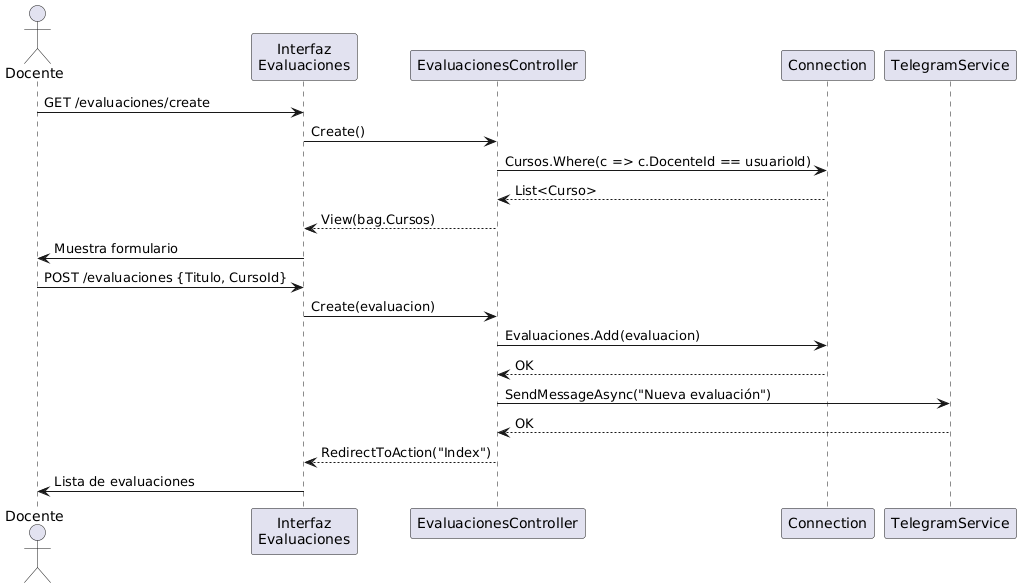 Docente
Interfaz
Evaluaciones
EvaluacionesController
Connection
TelegramService
GET /evaluaciones/create
Create()
Cursos.Where(c => c.DocenteId == usuarioId)
List<Curso>
View(bag.Cursos)
Muestra formulario
POST /evaluaciones {Titulo, CursoId}
Create(evaluacion)
Evaluaciones.Add(evaluacion)
OK
SendMessageAsync("Nueva evaluación")
OK
RedirectToAction("Index")
Lista de evaluaciones
Docente
Interfaz
Evaluaciones
EvaluacionesController
Connection
TelegramService